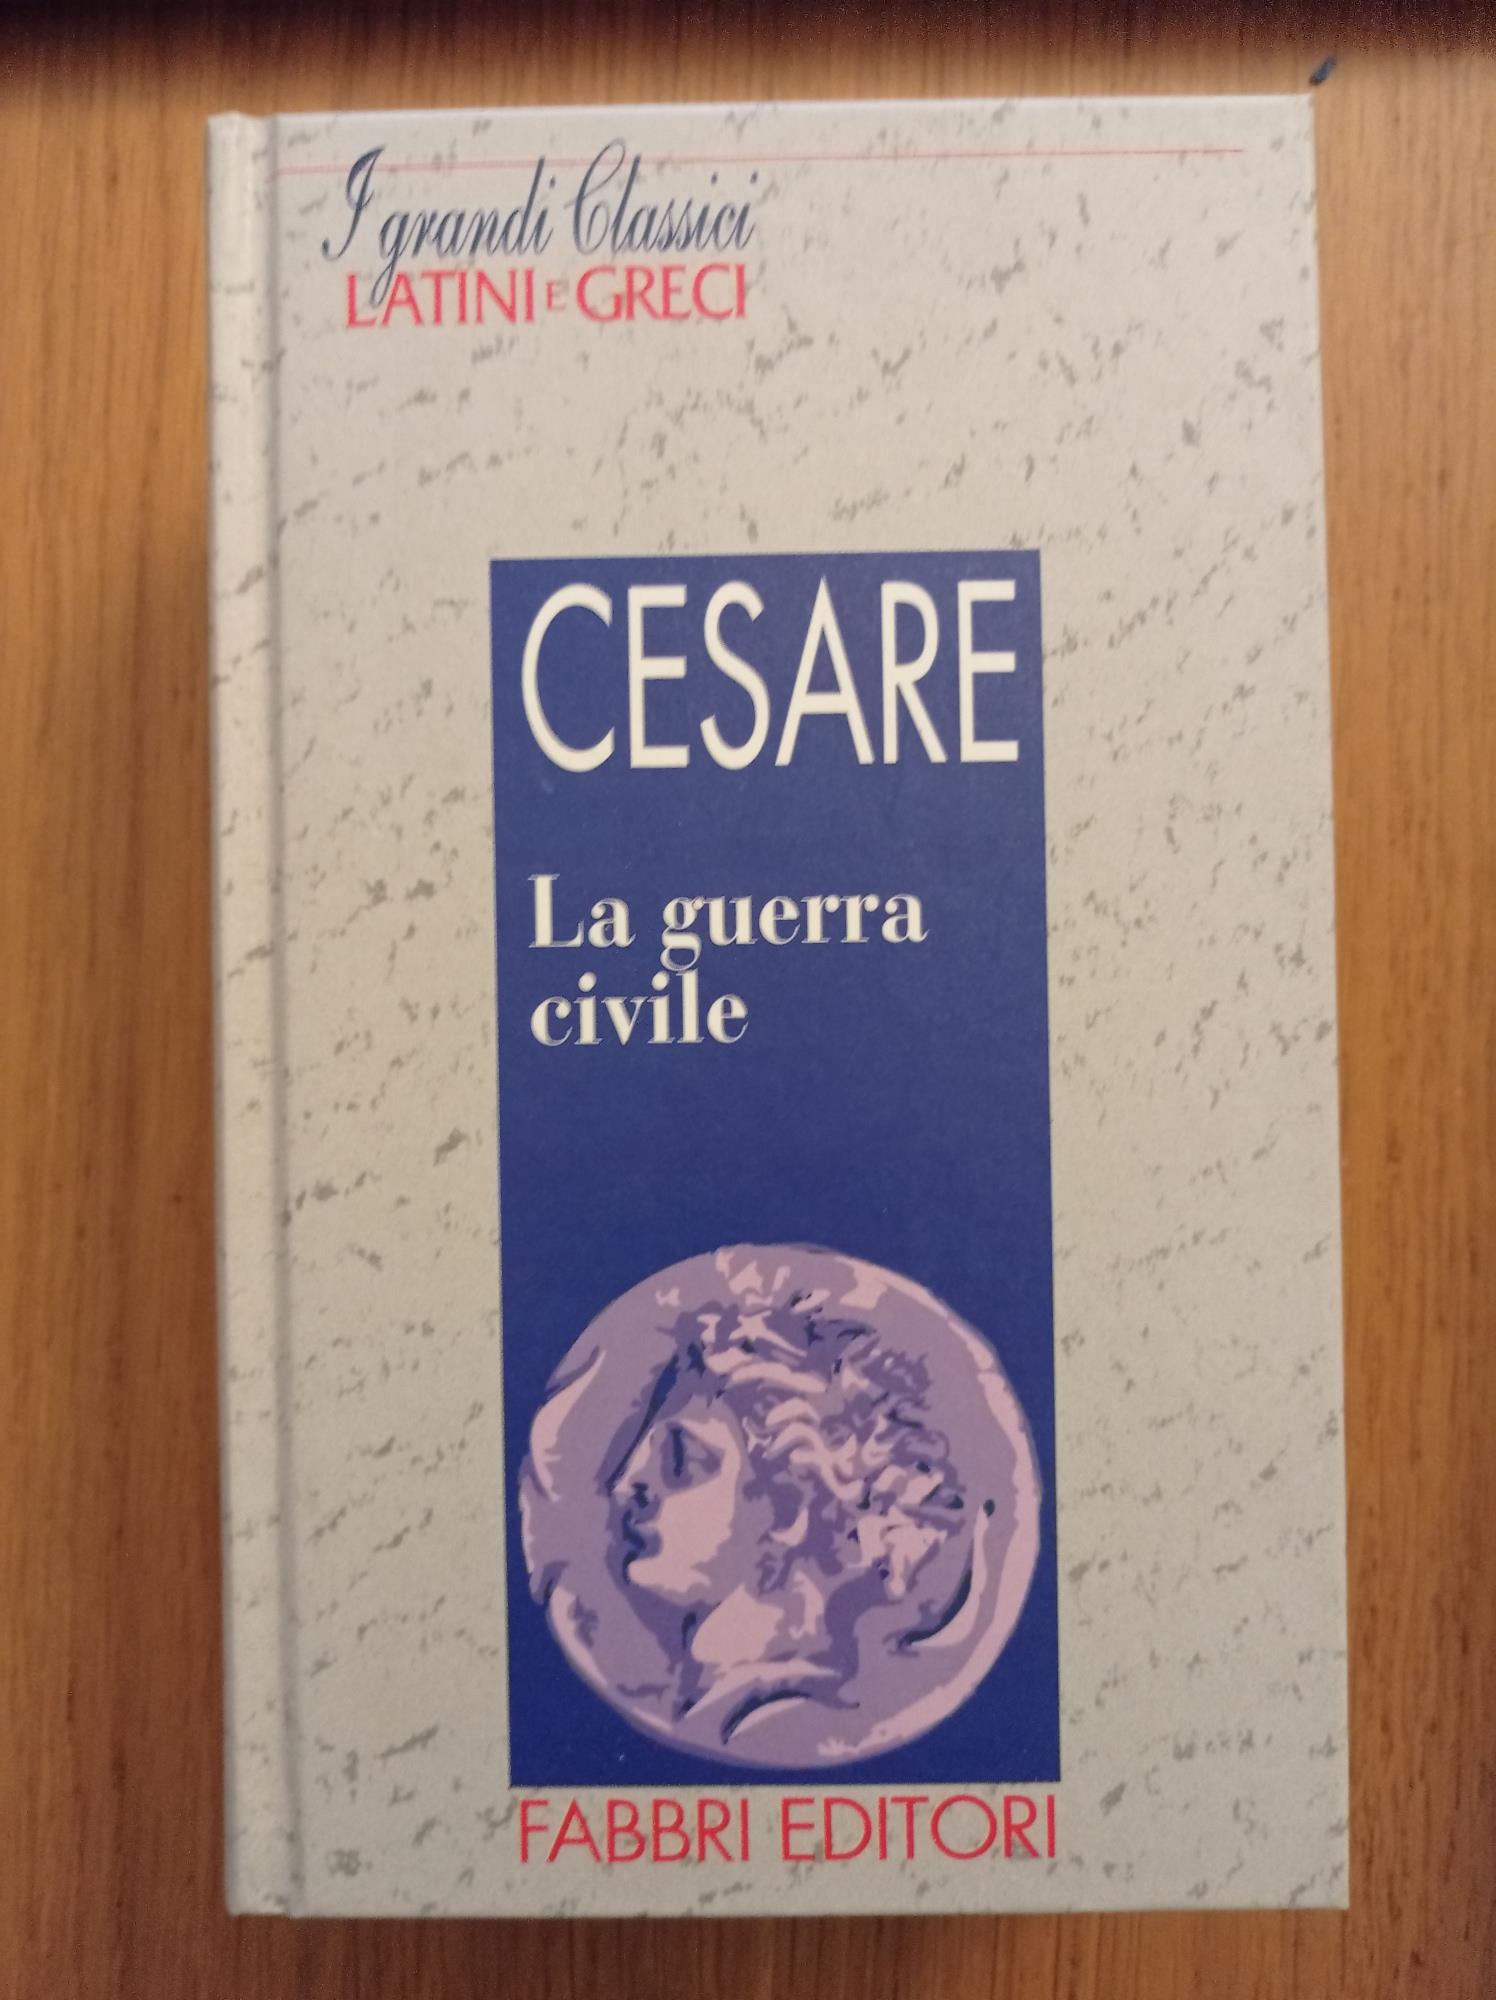 I grandi Classici
LATINI E GRECI
CESARE
La guerra
civile
FABBRI EDITORI